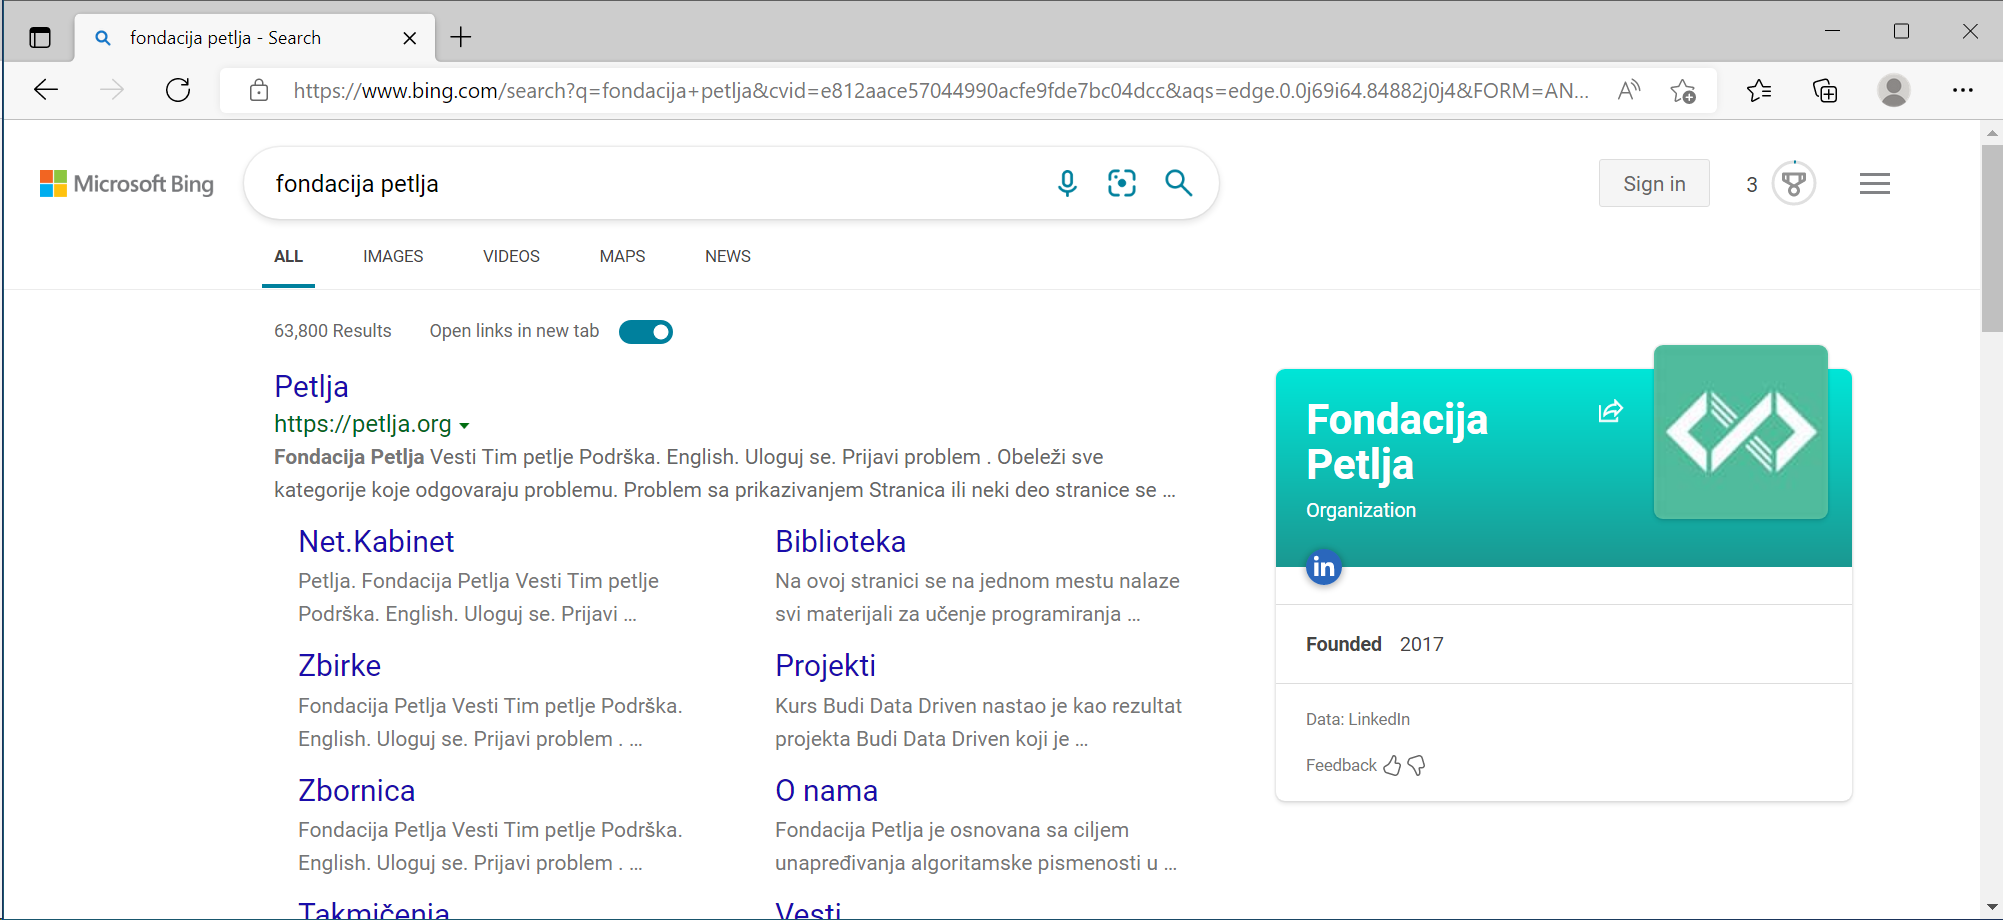 fondacija petlja - Search
https://www.bing.com/search?q=fondacija+petlja&cvid=e812aace57044990acfe9fde7bc04dcc&aqs=edge.0.0j69i64.84882j0j4&FORM=AN...
Microsoft Bing
fondacija petlja
Sign in
3
ALL IMAGES VIDEOS MAPS NEWS
63,800 Results Open links in new tab
Petlja
https://petlja.org
Fondacija Petlja Vesti Tim petlje Podrška. English. Uloguj se. Prijavi problem . Obeleži sve
kategorije koje odgovaraju problemu. Problem sa prikazivanjem Stranica ili neki deo stranice se ...
Net.Kabinet
Petlja. Fondacija Petlja Vesti Tim petlje
Podrška. English. Uloguj se. Prijavi ...
Biblioteka
Na ovoj stranici se na jednom mestu nalaze
svi materijali za učenje programiranja ...
Zbirke
Fondacija Petlja Vesti Tim petlje Podrška.
English. Uloguj se. Prijavi problem . ...
Projekti
Kurs Budi Data Driven nastao je kao rezultat
projekta Budi Data Driven koji je ...
Zbornica
Fondacija Petlja Vesti Tim petlje Podrška.
English. Uloguj se. Prijavi problem . ...
O nama
Fondacija Petlja je osnovana sa ciljem
unapređivanja algoritamske pismenosti u ...
Takmičenja
Vesti
Fondacija
Petlja
Organization
in
Founded 2017
Data: LinkedIn
Feedback